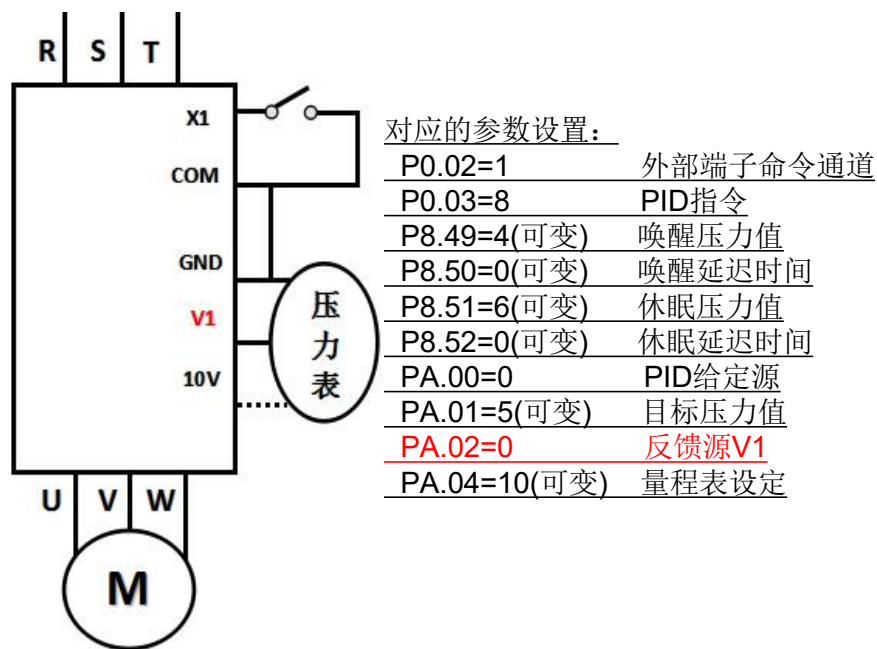 R S T
X1
COM
GND
V1
10V
压力表
U V W
M
对应的参数设置：
P0.02=1 外部端子命令通道
P0.03=8 PID指令
P8.49=4(可变) 唤醒压力值
P8.50=0(可变) 唤醒延迟时间
P8.51=6(可变) 休眠压力值
P8.52=0(可变) 休眠延迟时间
PA.00=0 PID给定源
PA.01=5(可变) 目标压力值
PA.02=0 反馈源V1
PA.04=10(可变) 量程表设定